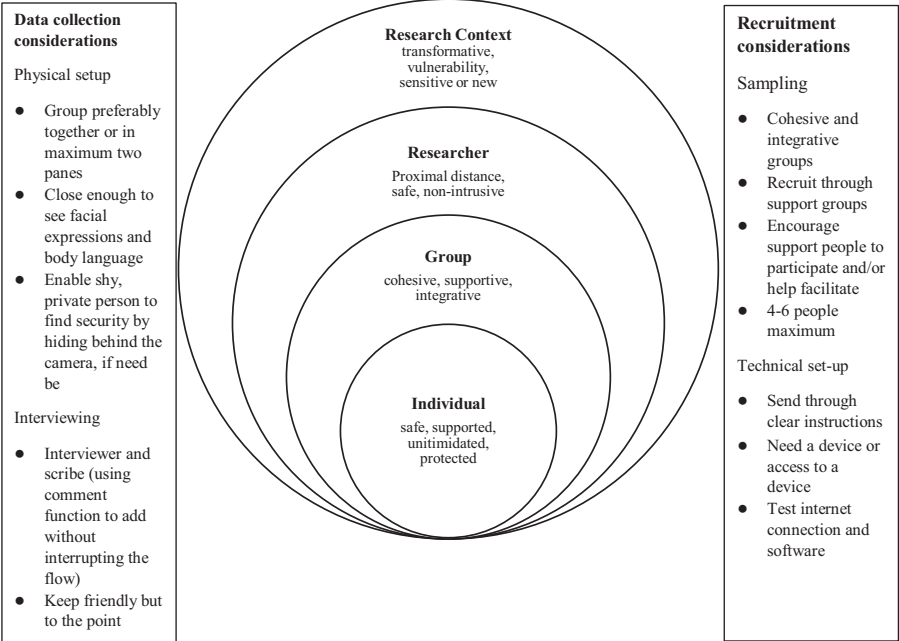 Data collection
considerations
Physical setup
● Group preferably
together or in
maximum two
panes
● Close enough to
see facial
expressions and
body language
● Enable shy,
private person to
find security by
hiding behind the
camera, if need
be
Interviewing
● Interviewer and
scribe (using
comment
function to add
without
interrupting the
flow)
● Keep friendly but
to the point
Research Context
transformative,
vulnerability,
sensitive or new
Researcher
Proximal distance,
safe, non-intrusive
Group
cohesive, supportive,
integrative
Individual
safe, supported,
unitimidated,
protected
Recruitment
considerations
Sampling
● Cohesive and
integrative
groups
● Recruit through
support groups
● Encourage
support people to
participate and/or
help facilitate
● 4-6 people
maximum
Technical set-up
● Send through
clear instructions
● Need a device or
access to a
device
● Test internet
connection and
software